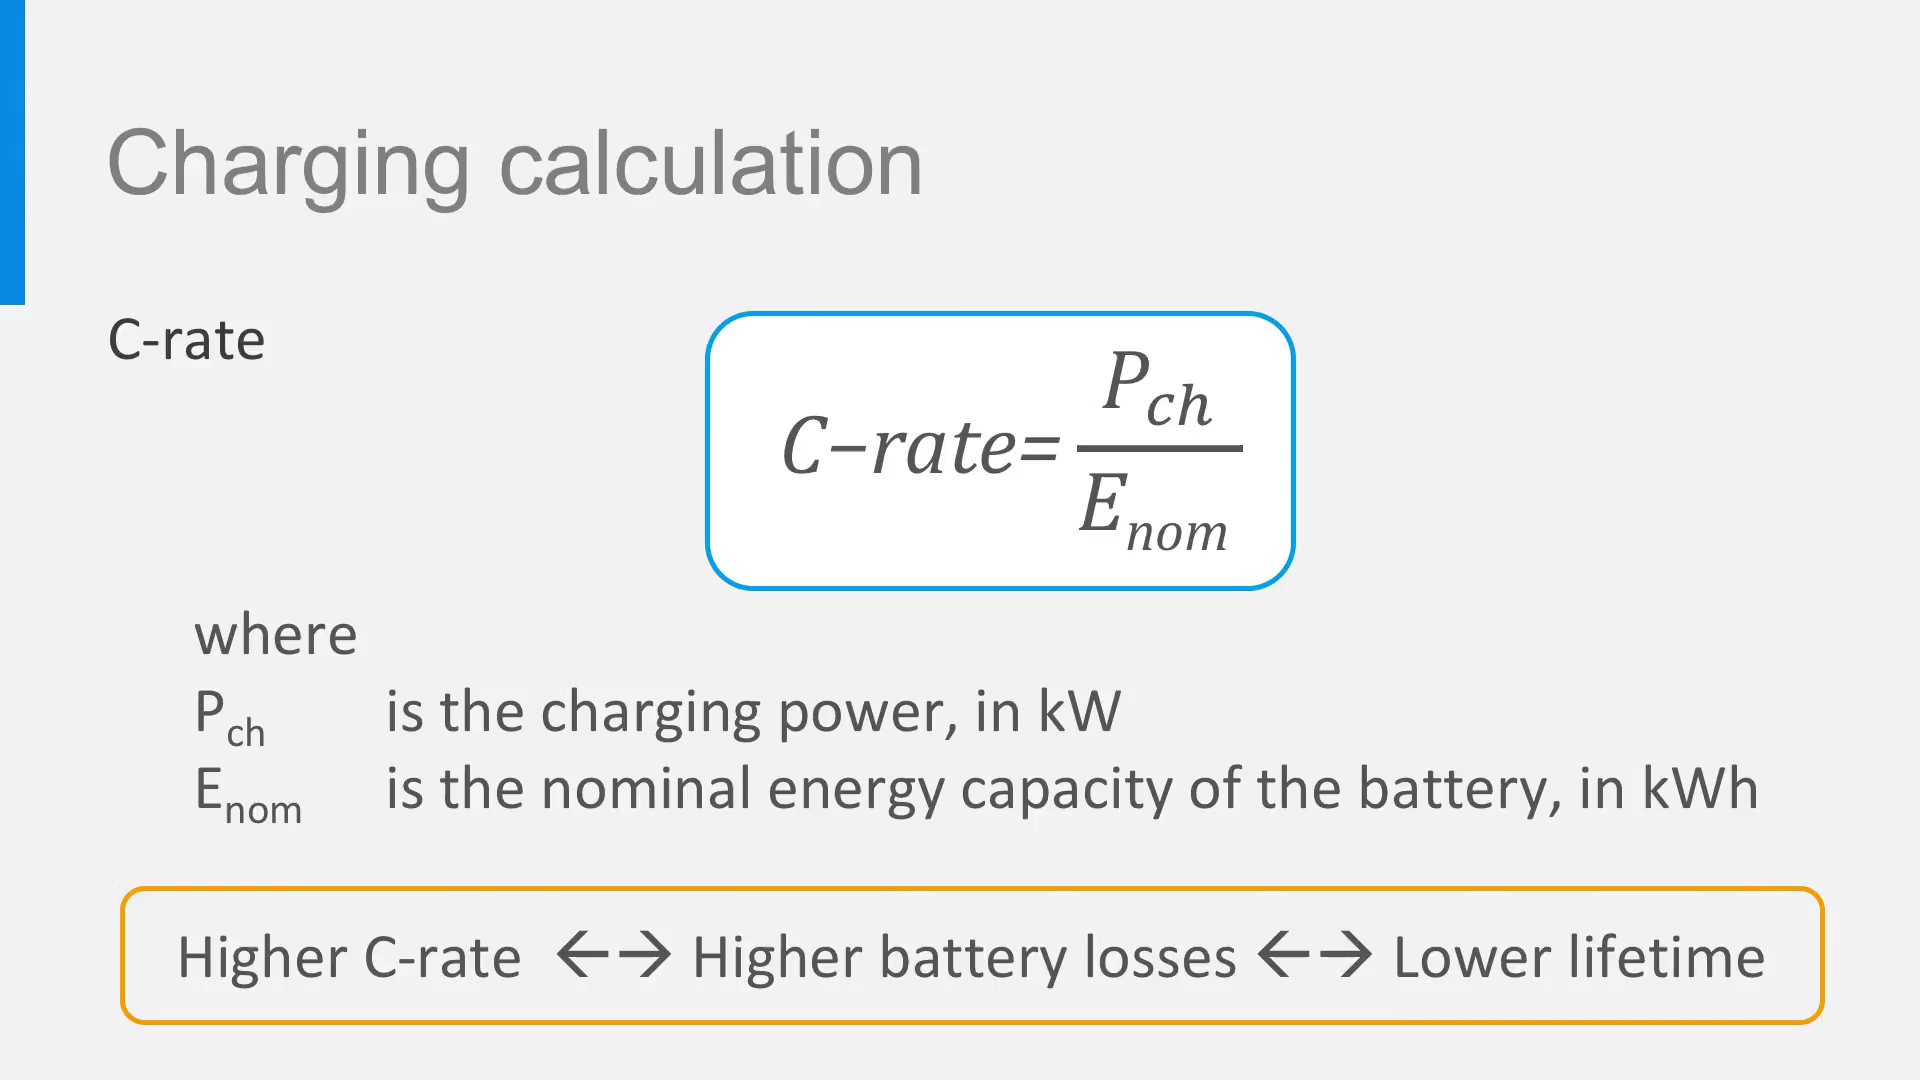 Charging calculation
C-rate
C−rate= P_ch / E_nom
where
P_ch is the charging power, in kW
E_nom is the nominal energy capacity of the battery, in kWh
Higher C-rate ←→ Higher battery losses ←→ Lower lifetime